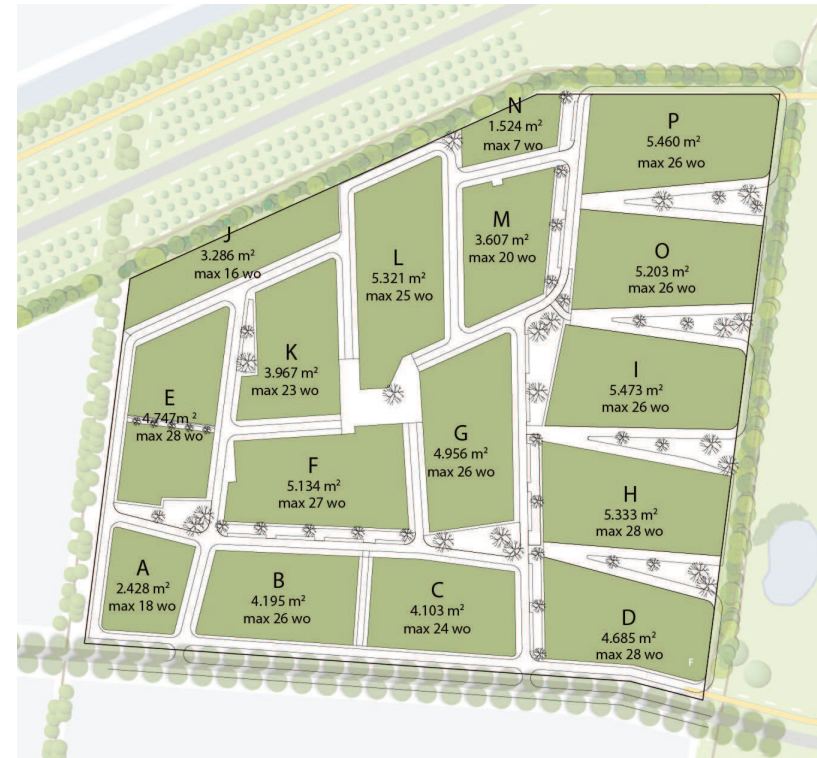 N
1.524 m²
max 7 wo
P
5.460 m²
max 26 wo
J
3.286 m²
max 16 wo
L
5.321 m²
max 25 wo
M
3.607 m²
max 20 wo
O
5.203 m²
max 26 wo
K
3.967 m²
max 23 wo
E
4.747m²
max 28 wo
I
5.473 m²
max 26 wo
G
4.956 m²
max 26 wo
F
5.134 m²
max 27 wo
H
5.333 m²
max 28 wo
A
2.428 m²
max 18 wo
B
4.195 m²
max 26 wo
C
4.103 m²
max 24 wo
D
4.685 m²
max 28 wo
F